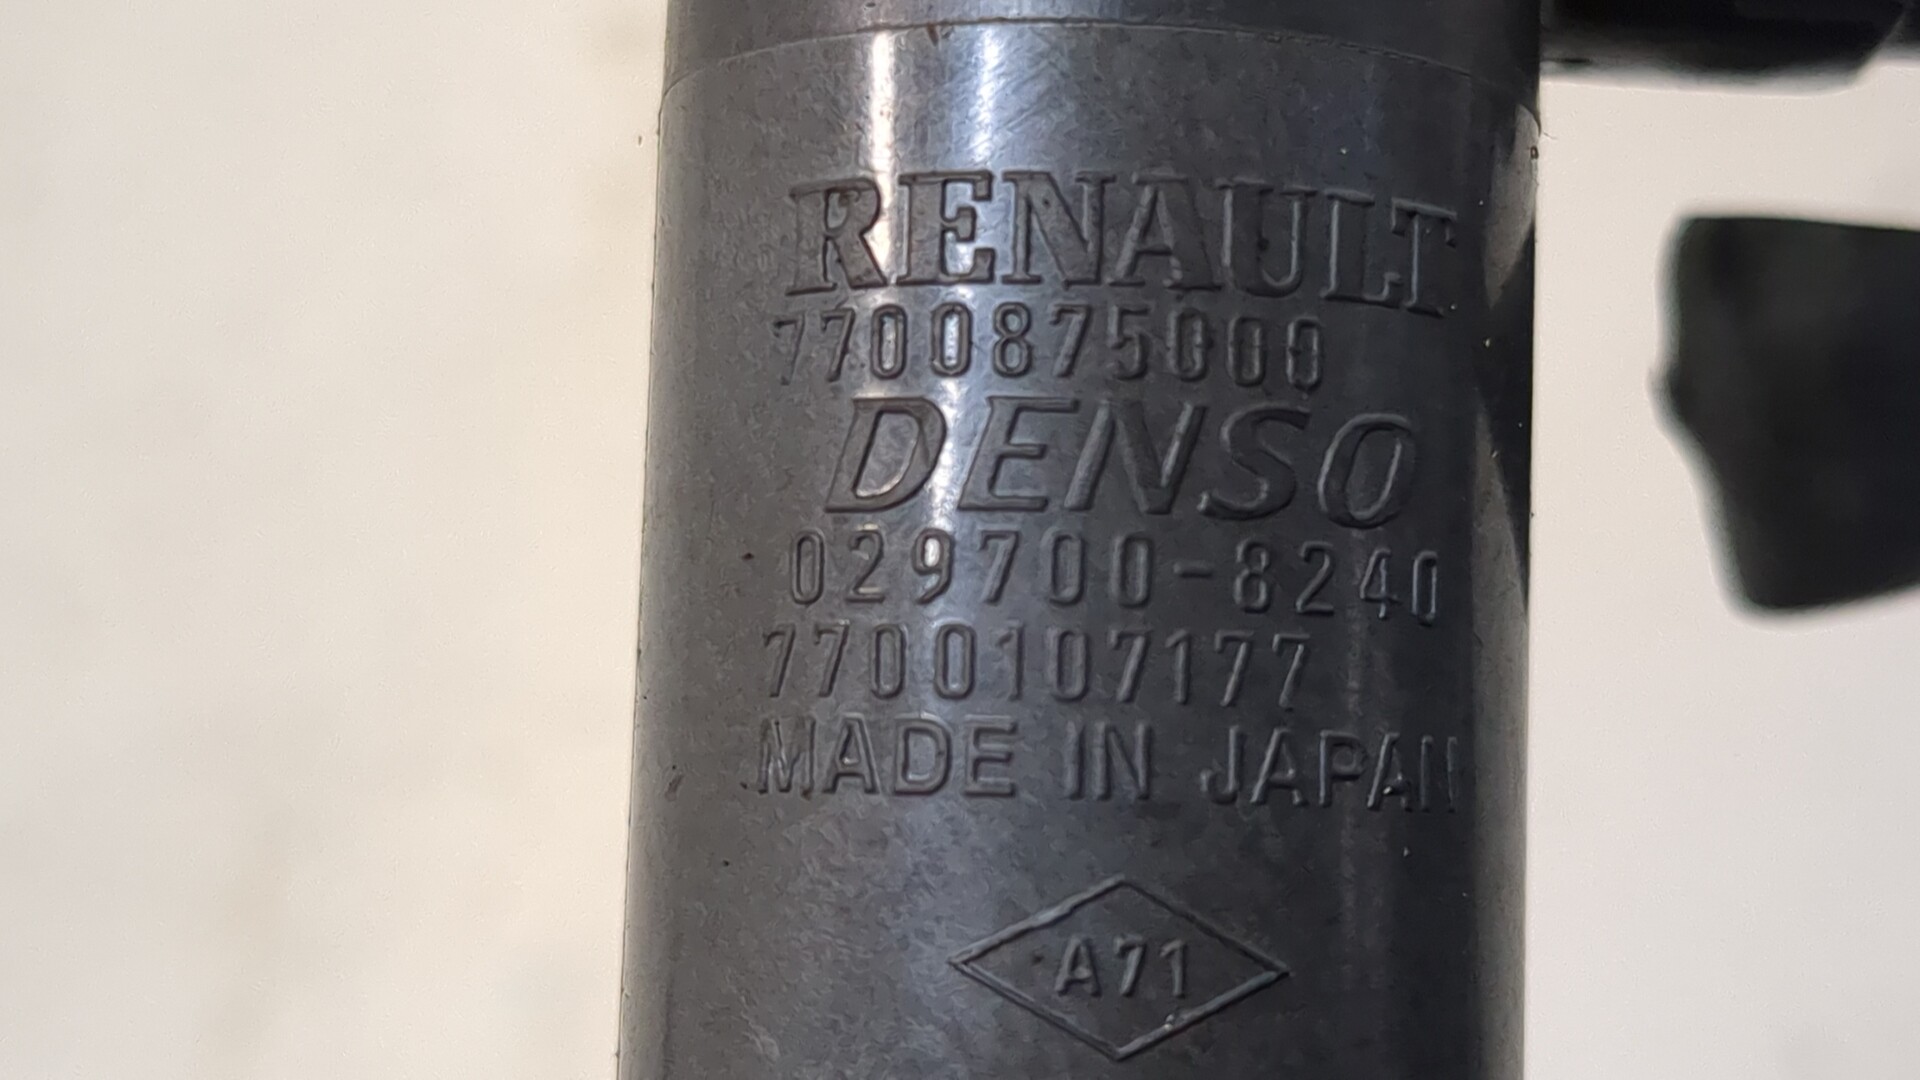 RENAULT
7700875000
DENSO
029700-8240
7700107177
MADE IN JAPAN
A71